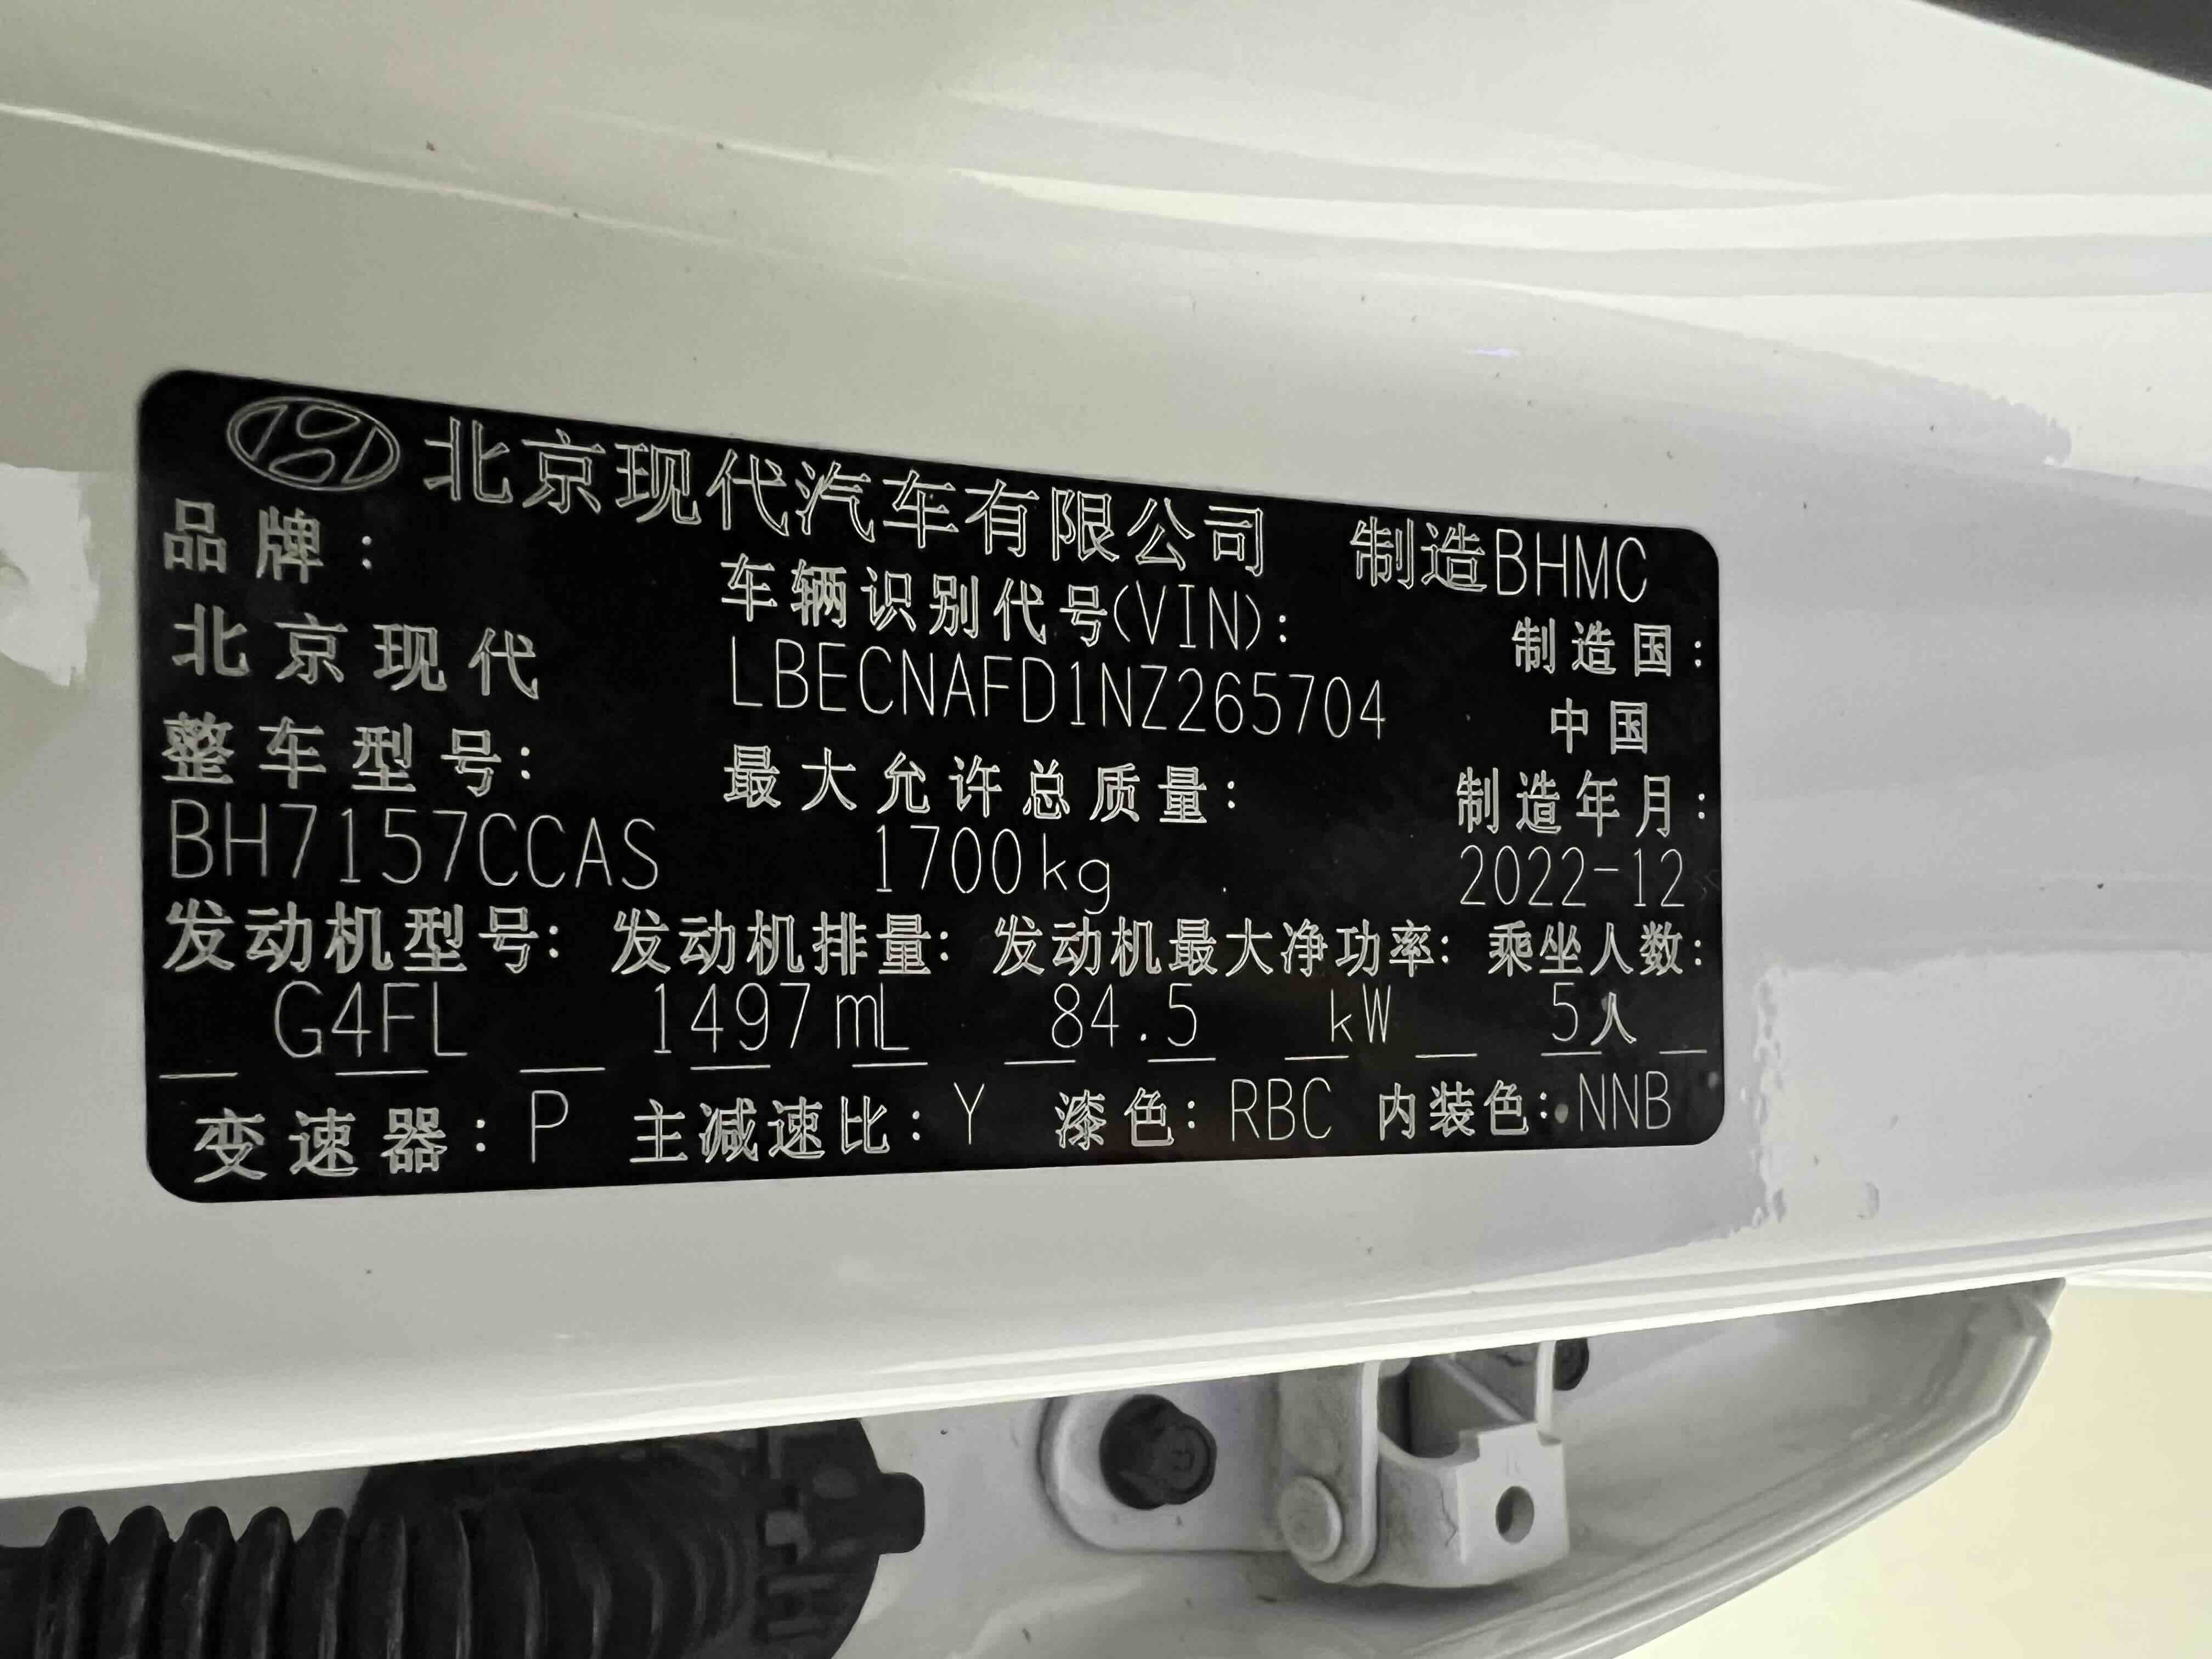 北京现代汽车有限公司 制造BHMC
品牌： 车辆识别代号(VIN)： 制造国：
北京现代 LBECNAFD1NZ265704 中国
整车型号： 最大允许总质量： 制造年月：
BH7157CCAS 1700kg 2022-12
发动机型号： 发动机排量： 发动机最大净功率： 乘坐人数：
G4FL 1497mL 84.5 kW 5人
变速器：P 主减速比：Y 漆色：RBC 内装色：NNB